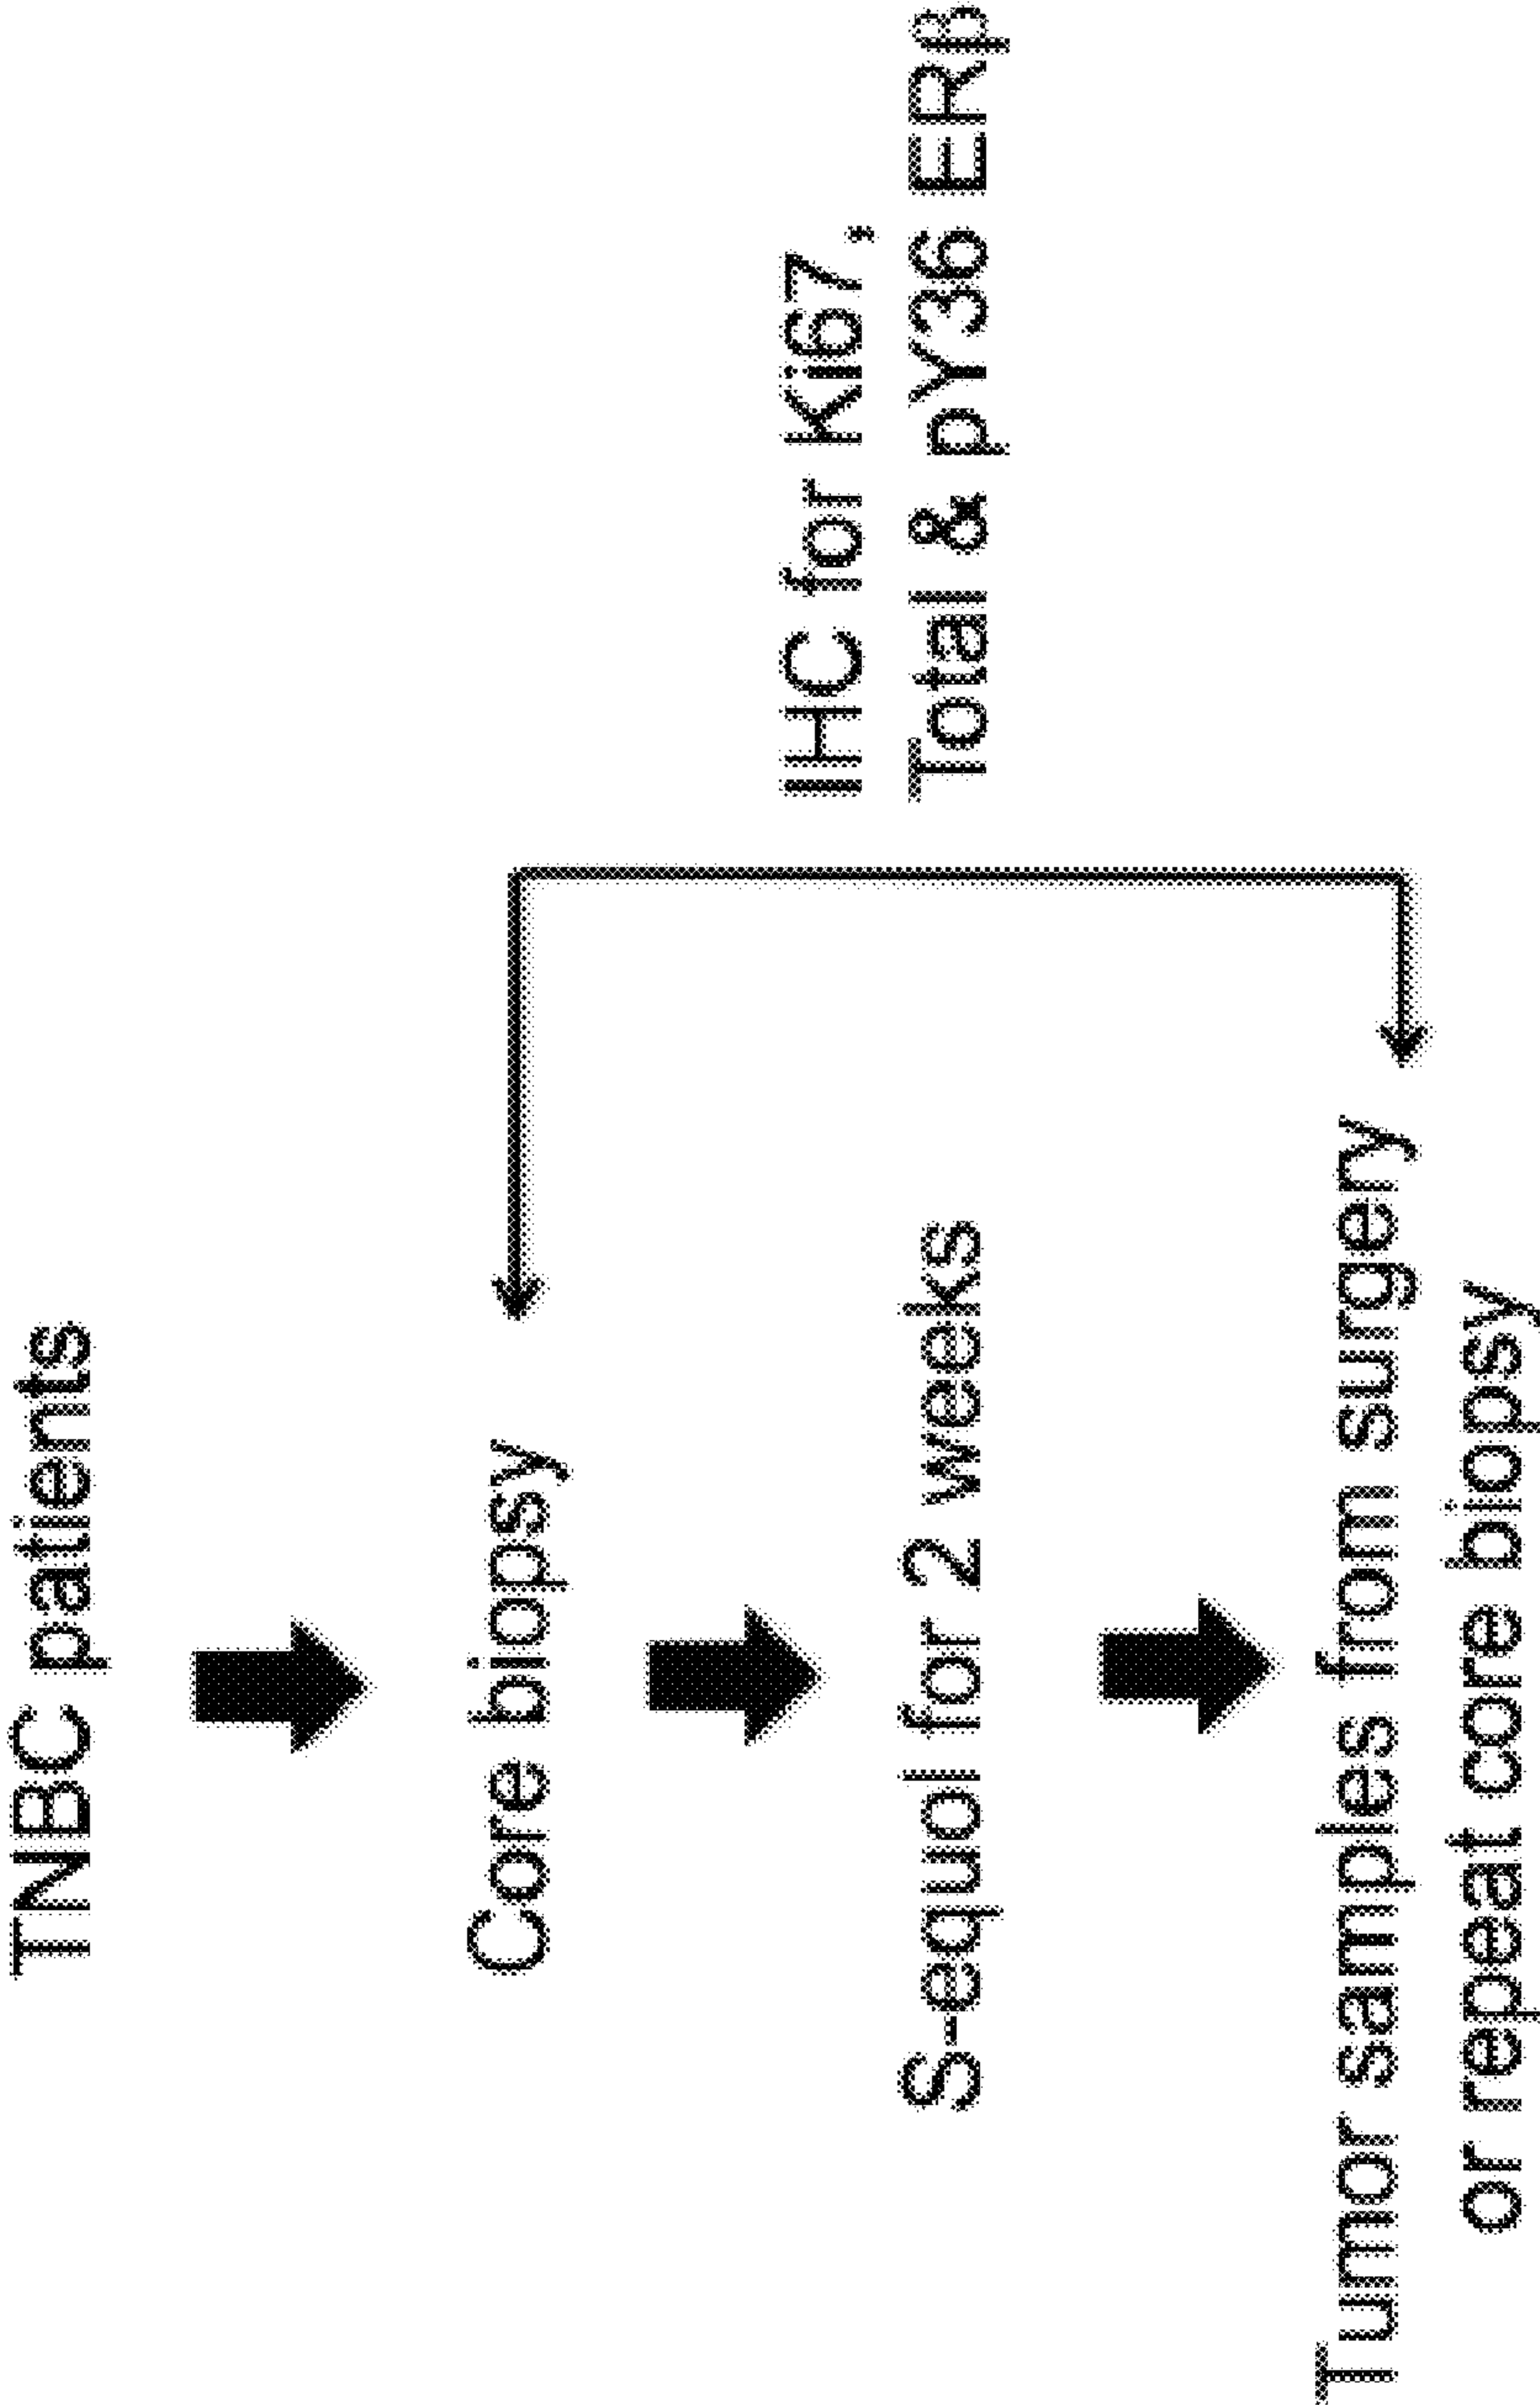 TNBC patients
Core biopsy
S-equol for 2 weeks
Tumor samples from surgery
or repeat core biopsy
IHC for Ki67,
Total & pY36 ERβ